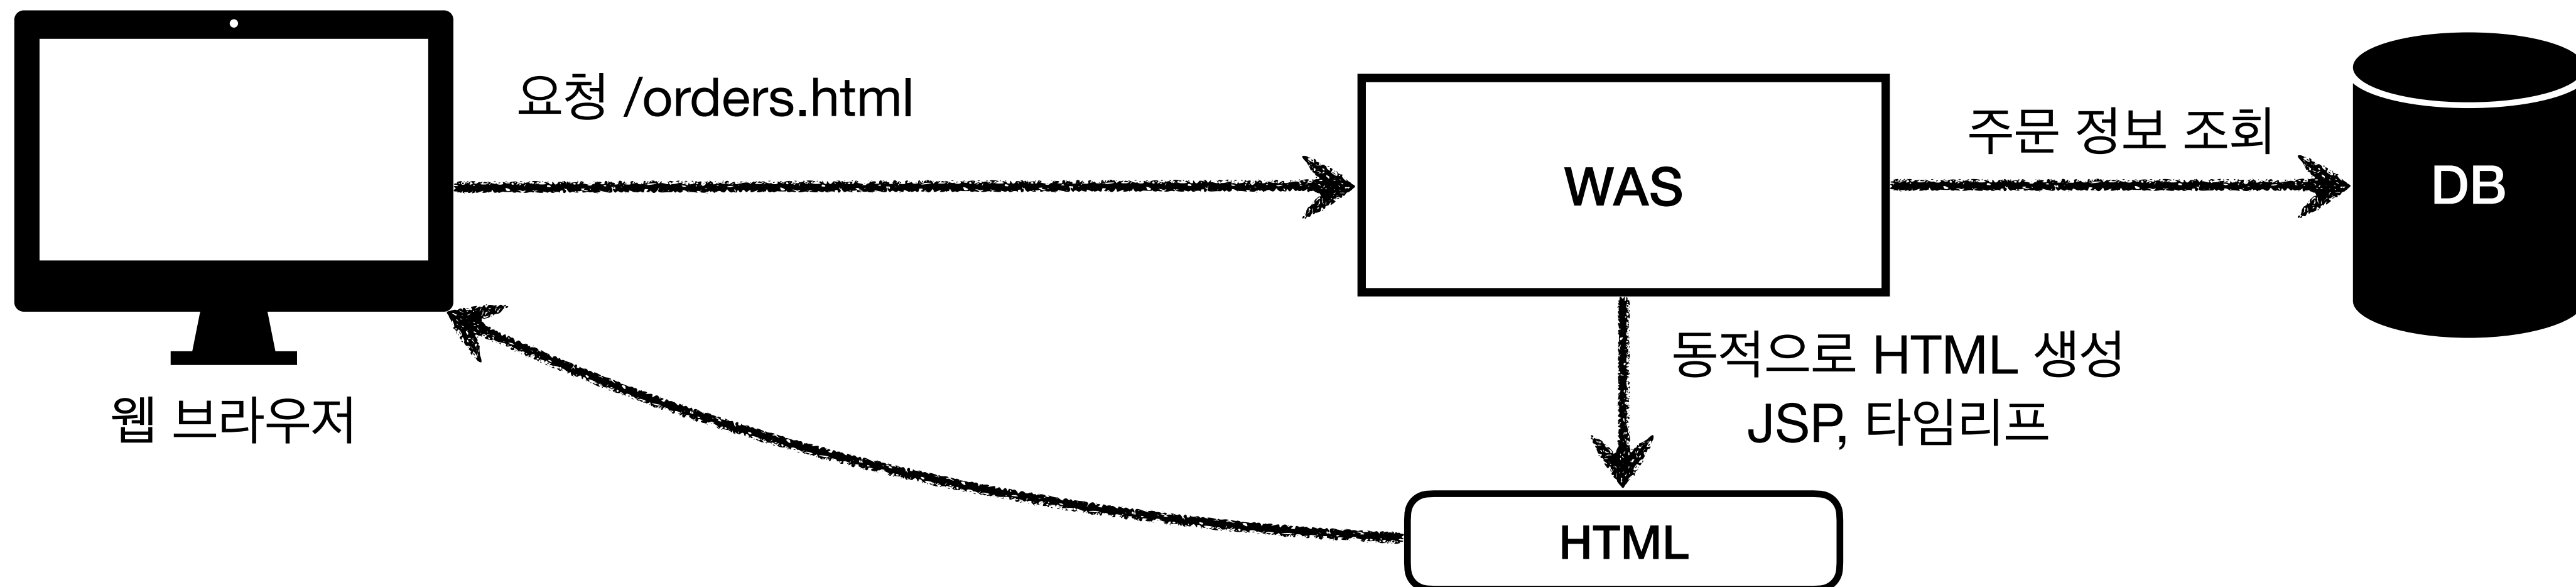 요청 /orders.html
WAS
주문 정보 조회
DB
웹 브라우저
동적으로 HTML 생성
JSP, 타임리프
HTML